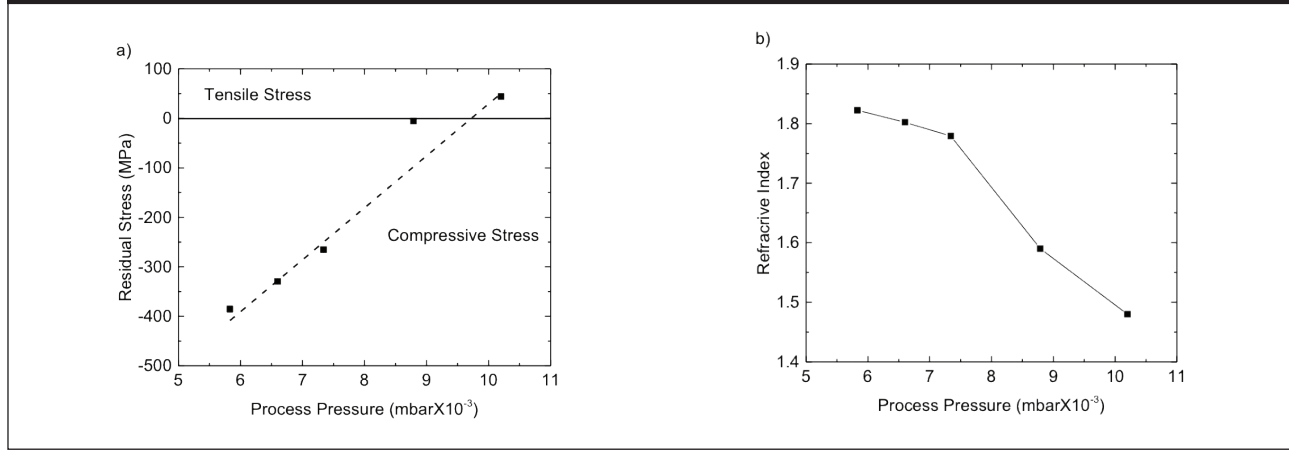 a)
100
0
-100
-200
-300
-400
-500
Residual Stress (MPa)
Tensile Stress
Compressive Stress
5 6 7 8 9 10 11
Process Pressure (mbarX10-3)
b)
1.9
1.8
1.7
1.6
1.5
1.4
Refracrive Index
5 6 7 8 9 10 11
Process Pressure (mbarX10-3)